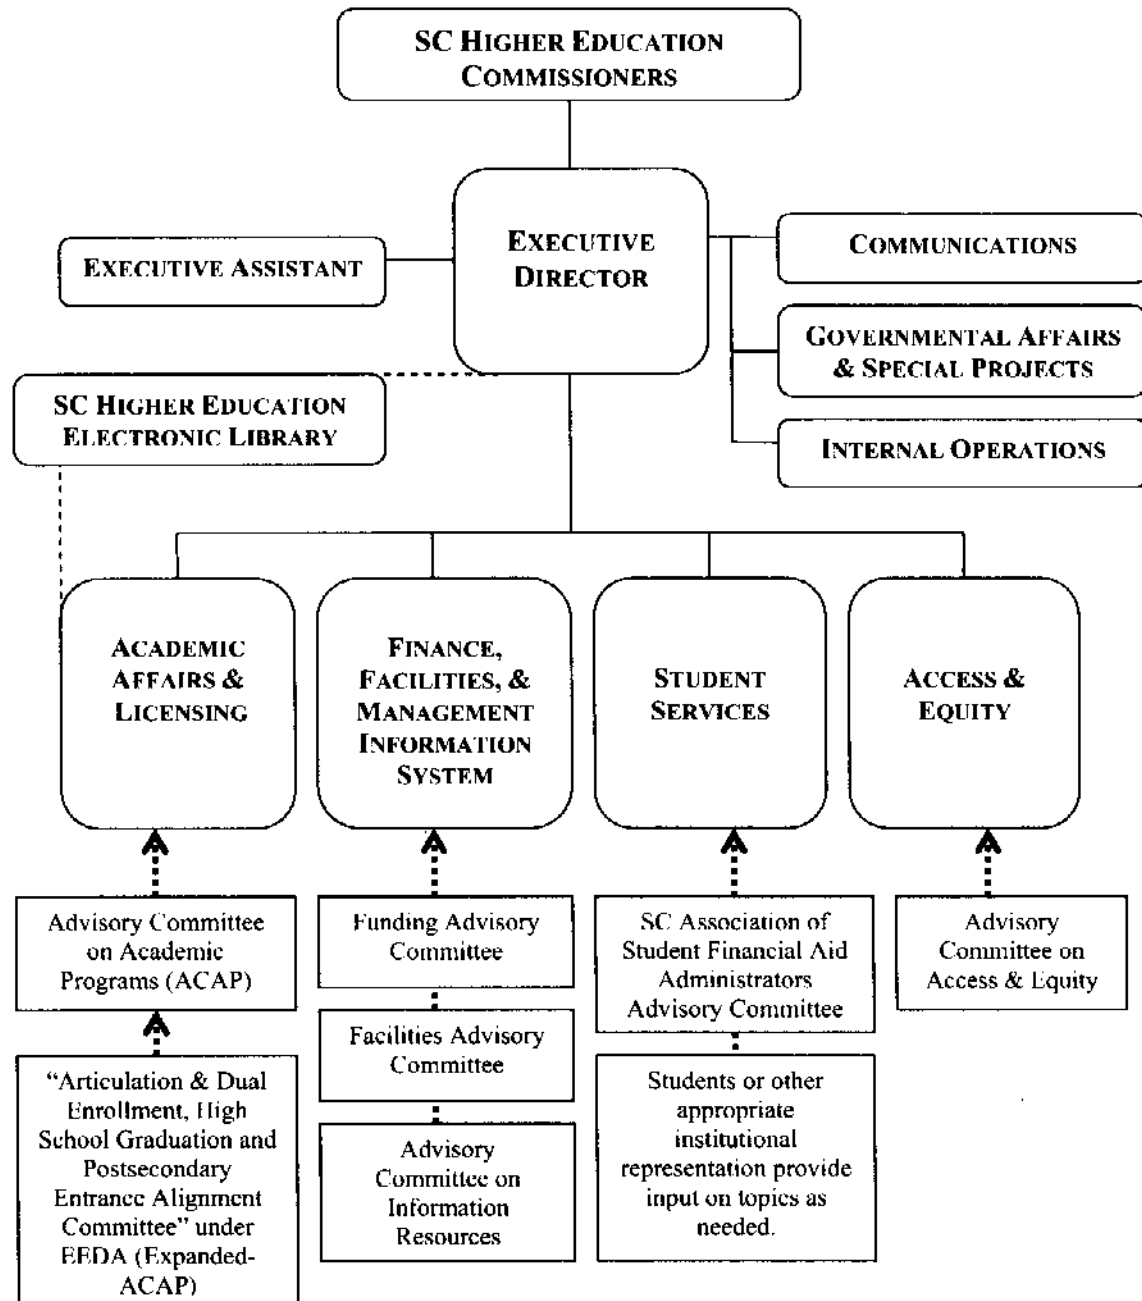 SC HIGHER EDUCATION
COMMISSIONERS
EXECUTIVE
DIRECTOR
EXECUTIVE ASSISTANT
COMMUNICATIONS
GOVERNMENTAL AFFAIRS
& SPECIAL PROJECTS
INTERNAL OPERATIONS
SC HIGHER EDUCATION
ELECTRONIC LIBRARY
ACADEMIC
AFFAIRS &
LICENSING
FINANCE,
FACILITIES, &
MANAGEMENT
INFORMATION
SYSTEM
STUDENT
SERVICES
ACCESS &
EQUITY
Advisory Committee
on Academic
Programs (ACAP)
"Articulation & Dual
Enrollment, High
School Graduation and
Postsecondary
Entrance Alignment
Committee" under
EEDA (Expanded-
ACAP)
Funding Advisory
Committee
Facilities Advisory
Committee
Advisory
Committee on
Information
Resources
SC Association of
Student Financial Aid
Administrators
Advisory Committee
Students or other
appropriate
institutional
representation provide
input on topics as
needed.
Advisory
Committee on
Access & Equity